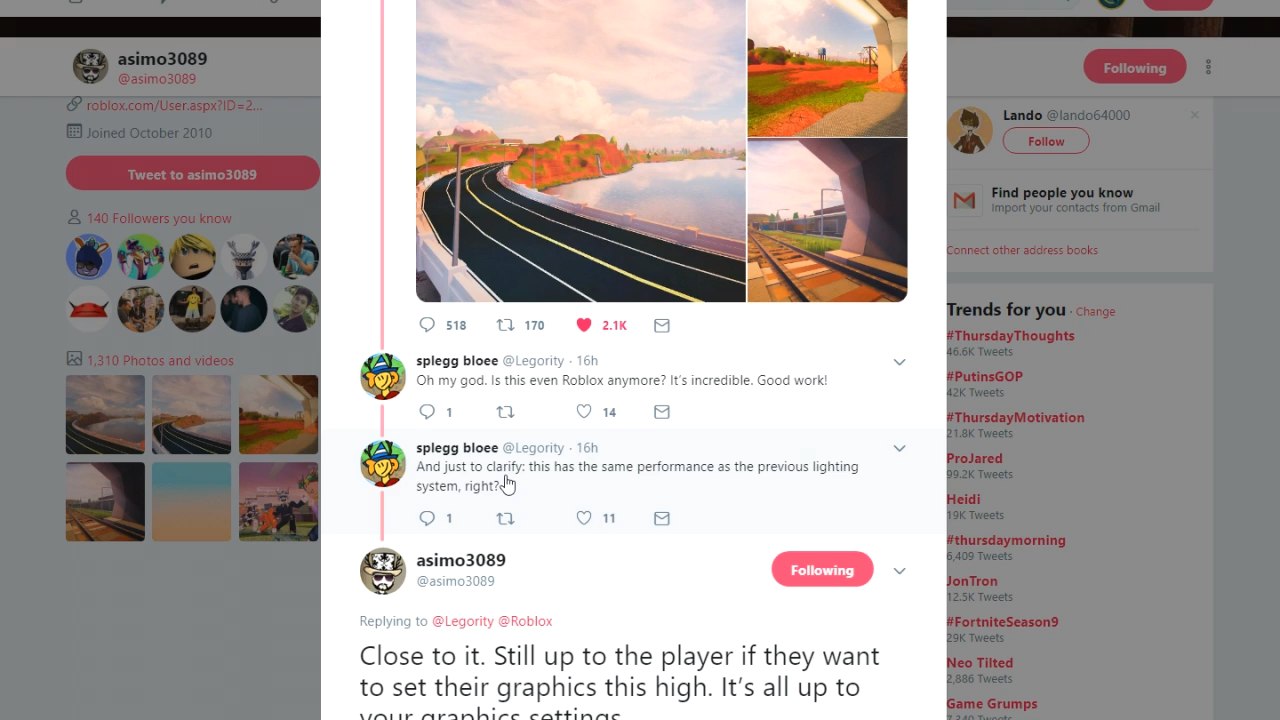 asimo3089
@asimo3089
roblox.com/User.aspx?ID=2...
Joined October 2010
Tweet to asimo3089
140 Followers you know
1,310 Photos and videos
518 170 2.1K
splegg bloee @Legority · 16h
Oh my god. Is this even Roblox anymore? It's incredible. Good work!
1 14
splegg bloee @Legority · 16h
And just to clarify: this has the same performance as the previous lighting
system, right?
1 11
asimo3089
@asimo3089
Following
Replying to @Legority @Roblox
Close to it. Still up to the player if they want
to set their graphics this high. It's all up to
your graphics settings
Following
Lando @lando64000
Follow
Find people you know
Import your contacts from Gmail
Connect other address books
Trends for you · Change
#ThursdayThoughts
46.6K Tweets
#PutinsGOP
42K Tweets
#ThursdayMotivation
21.8K Tweets
ProJared
99.2K Tweets
Heidi
19K Tweets
#thursdaymorning
6,409 Tweets
JonTron
12.5K Tweets
#FortniteSeason9
29K Tweets
Neo Tilted
2,886 Tweets
Game Grumps
7,340 Tweets